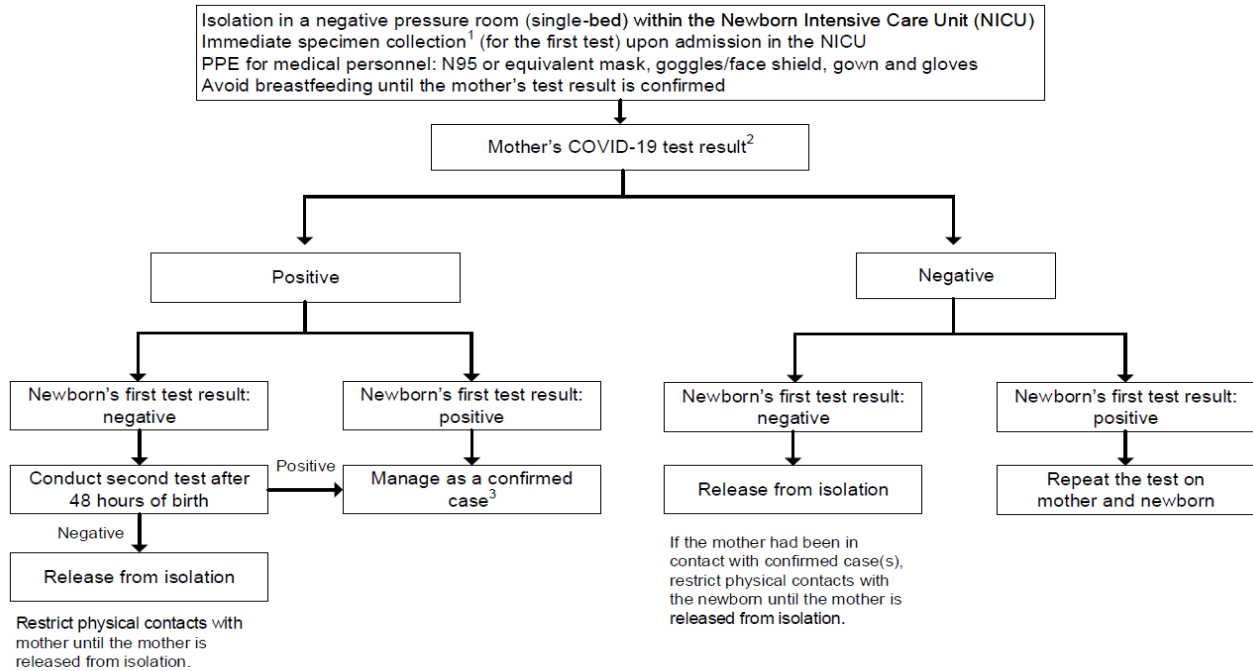 Isolation in a negative pressure room (single-bed) within the Newborn Intensive Care Unit (NICU)
Immediate specimen collection1 (for the first test) upon admission in the NICU
PPE for medical personnel: N95 or equivalent mask, goggles/face shield, gown and gloves
Avoid breastfeeding until the mother's test result is confirmed
Mother's COVID-19 test result2
Positive
Negative
Newborn's first test result:
negative
Newborn's first test result:
positive
Newborn's first test result:
negative
Newborn's first test result:
positive
Conduct second test after
48 hours of birth
Positive
Manage as a confirmed
case3
Release from isolation
Repeat the test on
mother and newborn
Negative
Release from isolation
If the mother had been in
contact with confirmed case(s),
restrict physical contacts with
the newborn until the mother is
released from isolation.
Restrict physical contacts with
mother until the mother is
released from isolation.